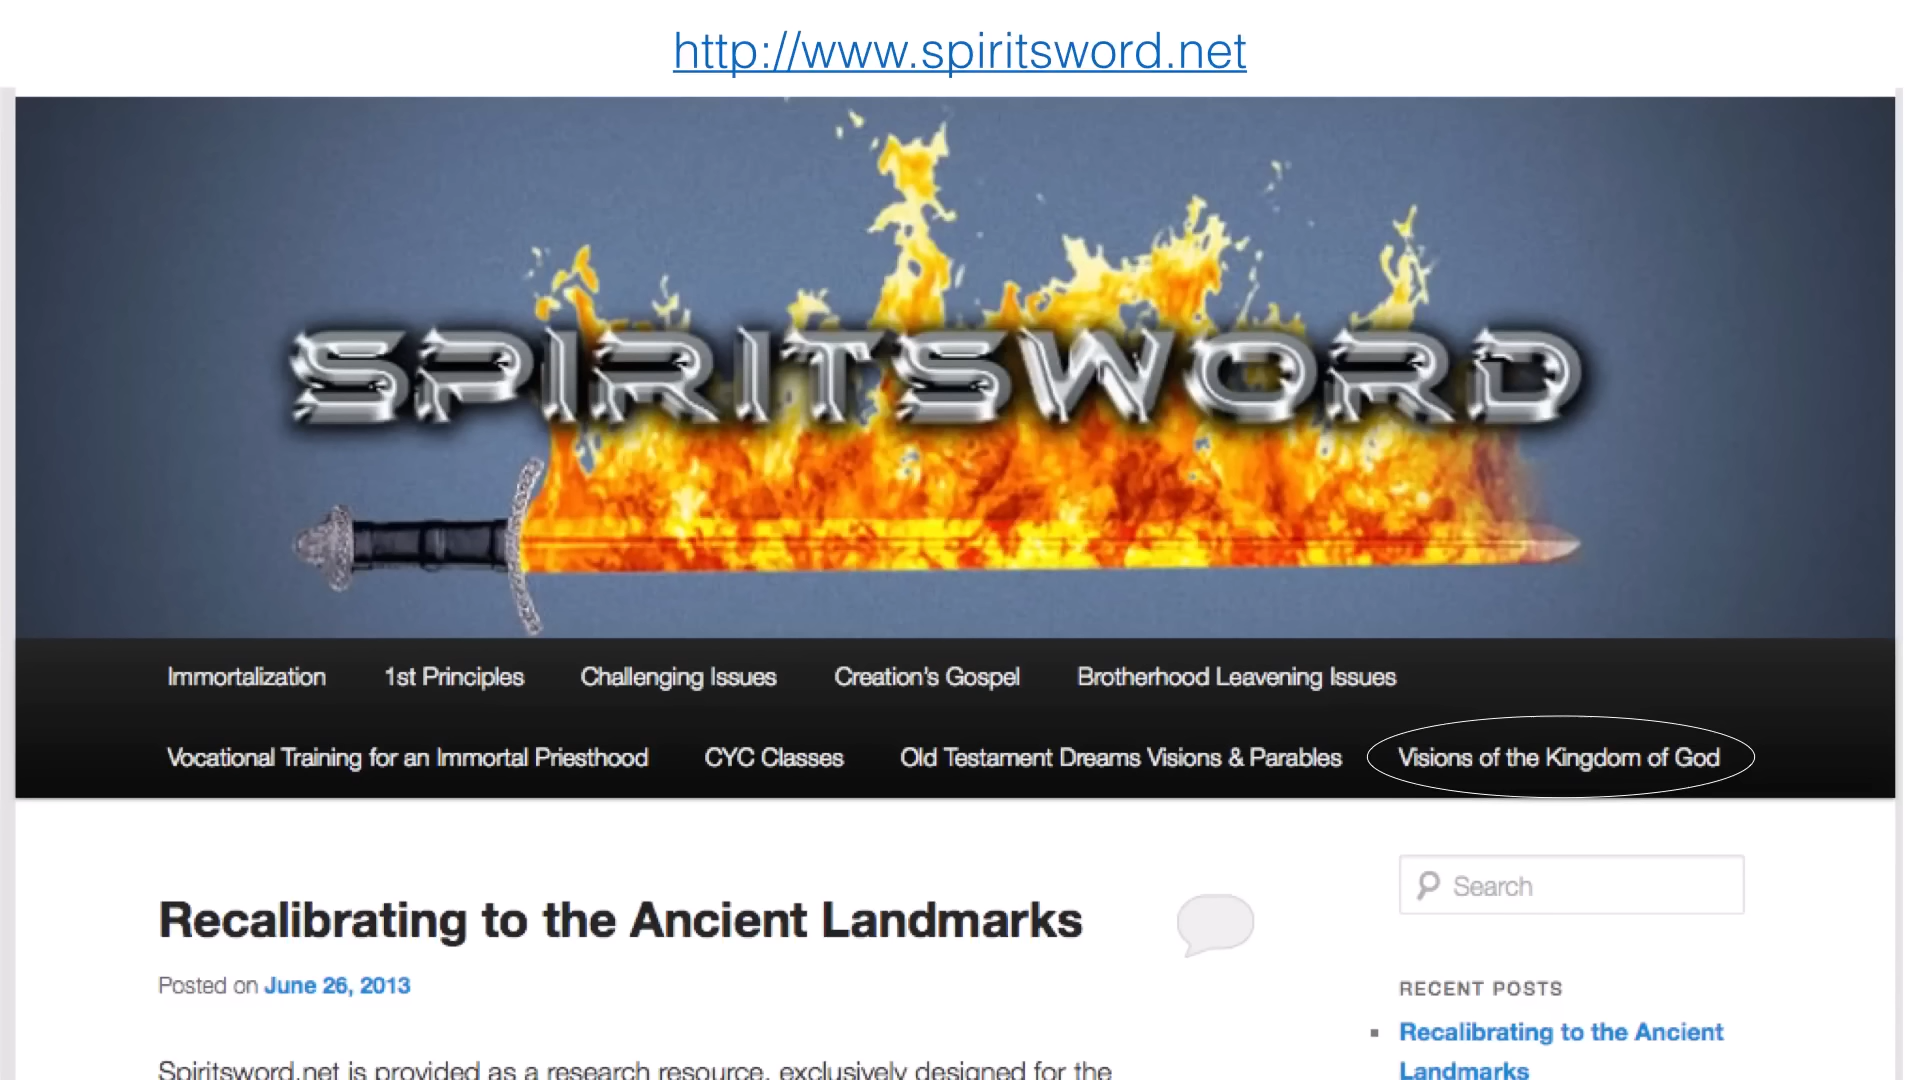 http://www.spiritsword.net
SPIRITSWORD
Immortalization 1st Principles Challenging Issues Creation's Gospel Brotherhood Leavening Issues
Vocational Training for an Immortal Priesthood CYC Classes Old Testament Dreams Visions & Parables Visions of the Kingdom of God
Search
Recalibrating to the Ancient Landmarks
Posted on June 26, 2013
RECENT POSTS
Recalibrating to the Ancient
Landmarks
Spiritsword.net is provided as a research resource, exclusively designed for the